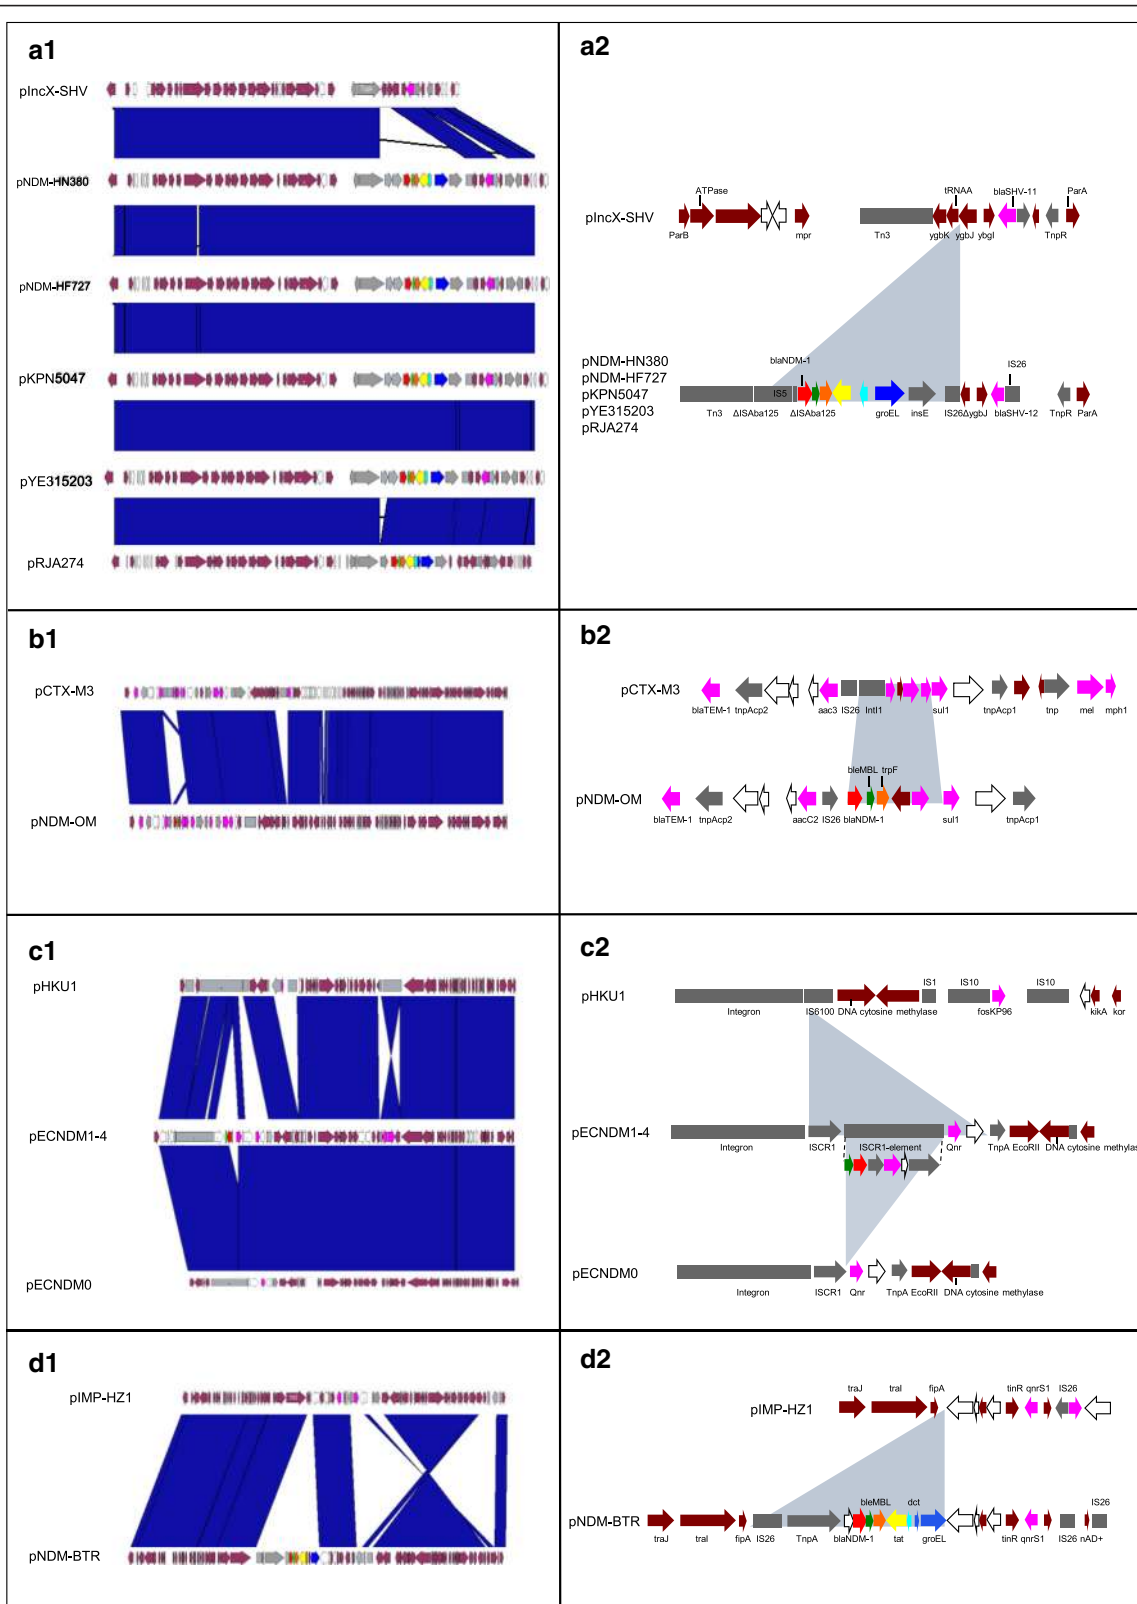 a1
pIncX-SHV
pNDM-HN380
pNDM-HF727
pKPN5047
pYE315203
pRJA274
a2
ATPase
tRNAA
blaSHV-11
ParA
pIncX-SHV
ParB
mpr
Tn3
ygbK
ygbJ
ybgI
TnpR
pNDM-HN380
pNDM-HF727
pKPN5047
pYE315203
pRJA274
blaNDM-1
IS26
IS5
Tn3
ΔISAba125
ΔISAba125
groEL
insE
IS26ΔygbJ
blaSHV-12
TnpR
ParA
b1
pCTX-M3
pNDM-OM
b2
pCTX-M3
blaTEM-1
tnpAcp2
aac3
IS26
IntI1
sul1
tnpAcp1
tnp
mel
mph1
bleMBL
trpF
pNDM-OM
blaTEM-1
tnpAcp2
aacC2
IS26
blaNDM-1
sul1
tnpAcp1
c1
pHKU1
pECNDM1-4
pECNDM0
c2
IS1
IS10
IS10
pHKU1
Integron
IS6100
DNA cytosine methylase
fosKP96
kikA
kor
pECNDM1-4
Integron
ISCR1
ISCR1-element
Qnr
TnpA
EcoRII
DNA cytosine methylas
pECNDM0
Integron
ISCR1
Qnr
TnpA
EcoRII
DNA cytosine methylase
d1
pIMP-HZ1
pNDM-BTR
d2
traJ
traI
fipA
tinR
qnrS1
IS26
pIMP-HZ1
bleMBL
dct
IS26
pNDM-BTR
traJ
traI
fipA
IS26
TnpA
blaNDM-1
tat
groEL
tinR
qnrS1
IS26
nAD+